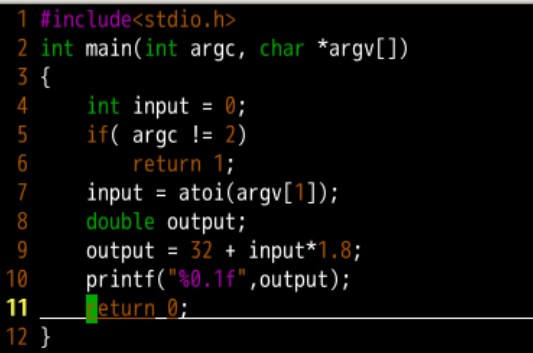 1 #include<stdio.h>
2 int main(int argc, char *argv[])
3 {
4 int input = 0;
5 if( argc != 2)
6 return 1;
7 input = atoi(argv[1]);
8 double output;
9 output = 32 + input*1.8;
10 printf("%0.1f",output);
11 return 0;
12 }